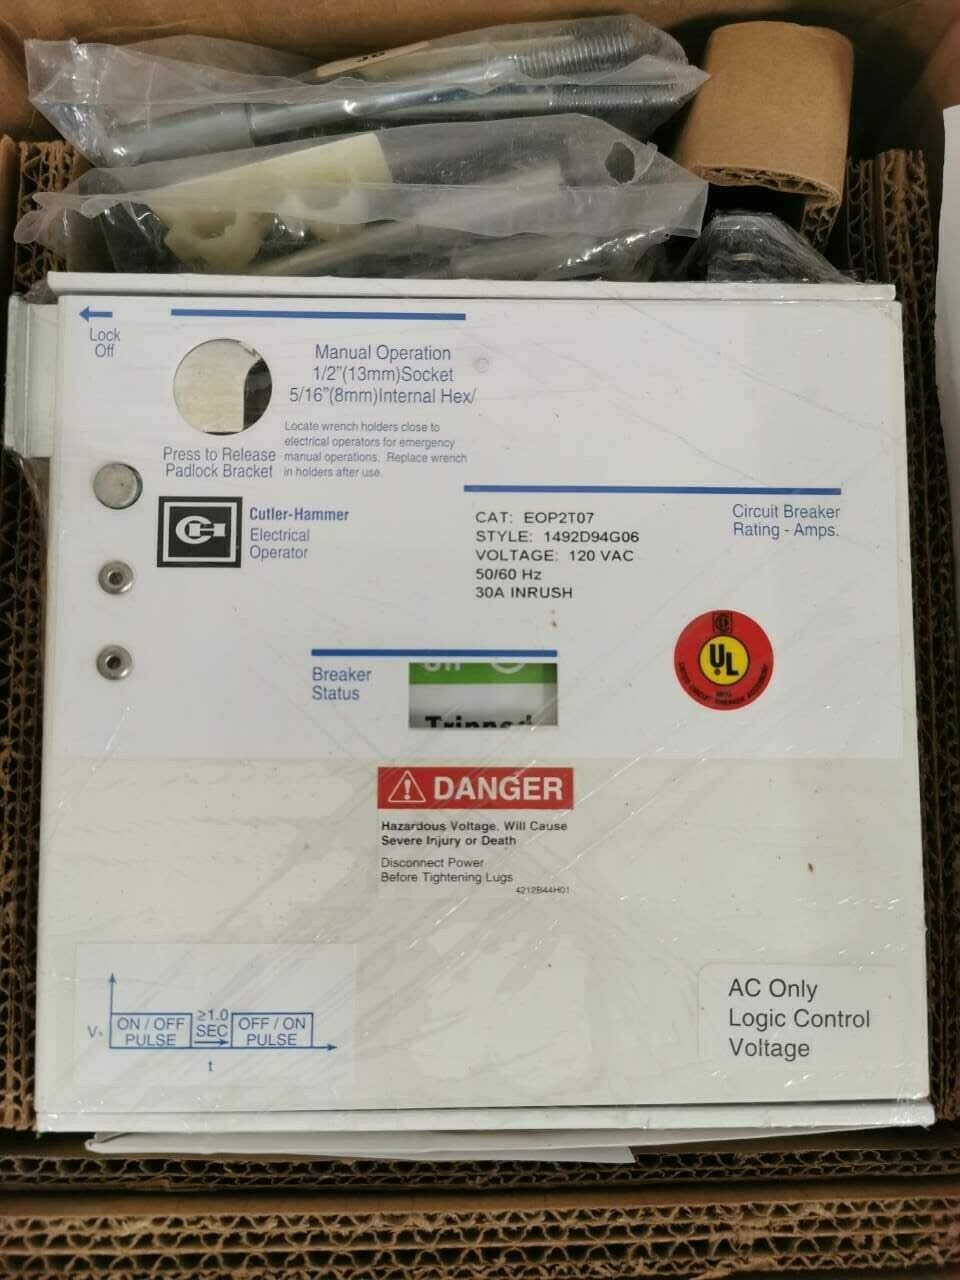 Lock
Off
Manual Operation
1/2"(13mm)Socket
5/16"(8mm)Internal Hex/
Locate wrench holders close to
electrical operators for emergency
manual operations. Replace wrench
in holders after use.
Press to Release
Padlock Bracket
Cutler-Hammer
Electrical
Operator
CAT: EOP2T07
STYLE: 1492D94G06
VOLTAGE: 120 VAC
50/60 Hz
30A INRUSH
Circuit Breaker
Rating - Amps.
UL
Breaker
Status
Tripped
DANGER
Hazardous Voltage. Will Cause
Severe Injury or Death
Disconnect Power
Before Tightening Lugs
4212B44H01
ON / OFF
PULSE
≥1.0
SEC
OFF / ON
PULSE
t
AC Only
Logic Control
Voltage